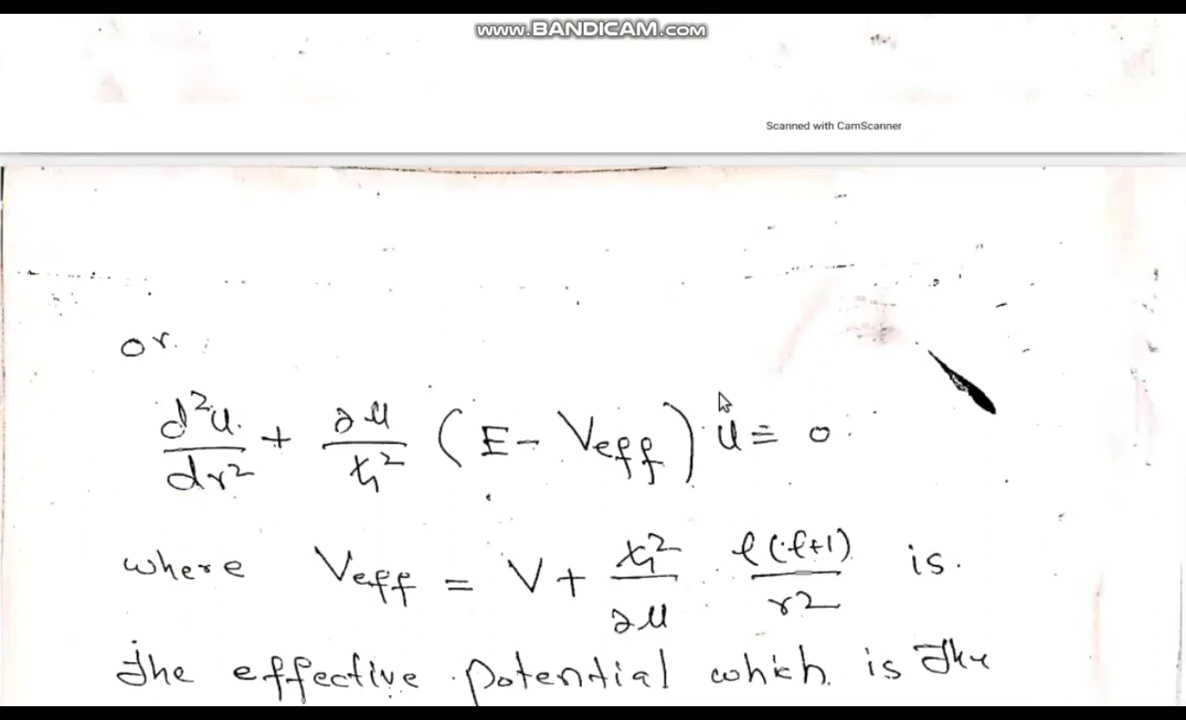 www.BANDICAM.com
Scanned with CamScanner
or.
d²u/dr² + 2μ/ħ² (E - Veff) u = 0.
where Veff = V + ħ²/2μ · ℓ(ℓ+1)/r² is.
the effective potential which is the